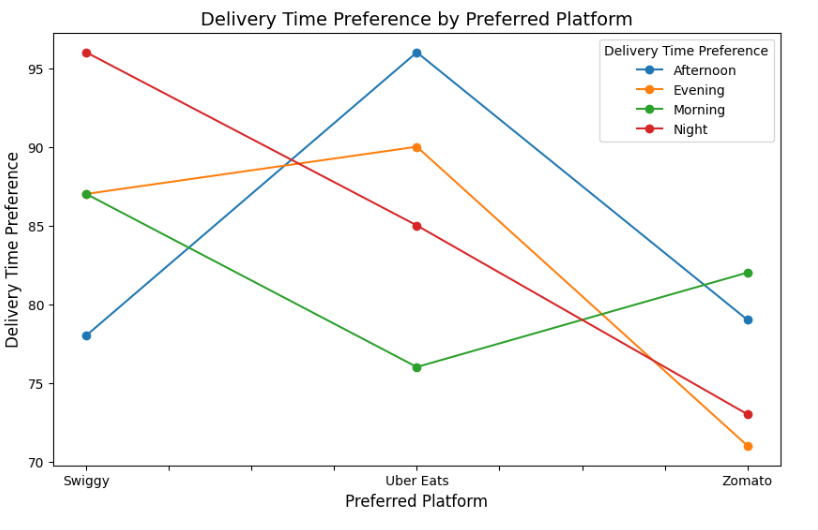 Delivery Time Preference by Preferred Platform
Delivery Time Preference
Afternoon
Evening
Morning
Night
Delivery Time Preference
95
90
85
80
75
70
Swiggy
Uber Eats
Zomato
Preferred Platform